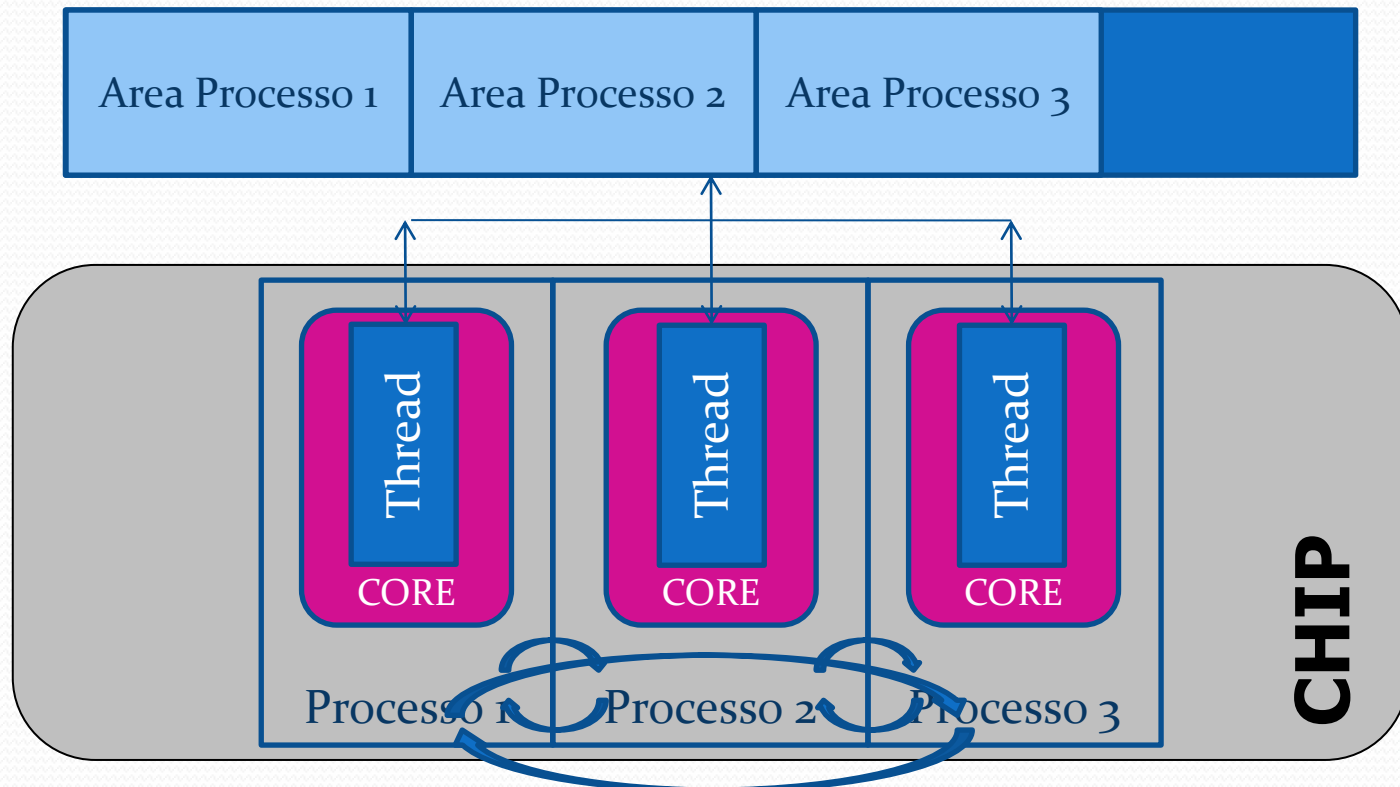 Area Processo 1
Area Processo 2
Area Processo 3
Thread
Thread
Thread
CORE
CORE
CORE
CHIP
Processo 1
Processo 2
Processo 3